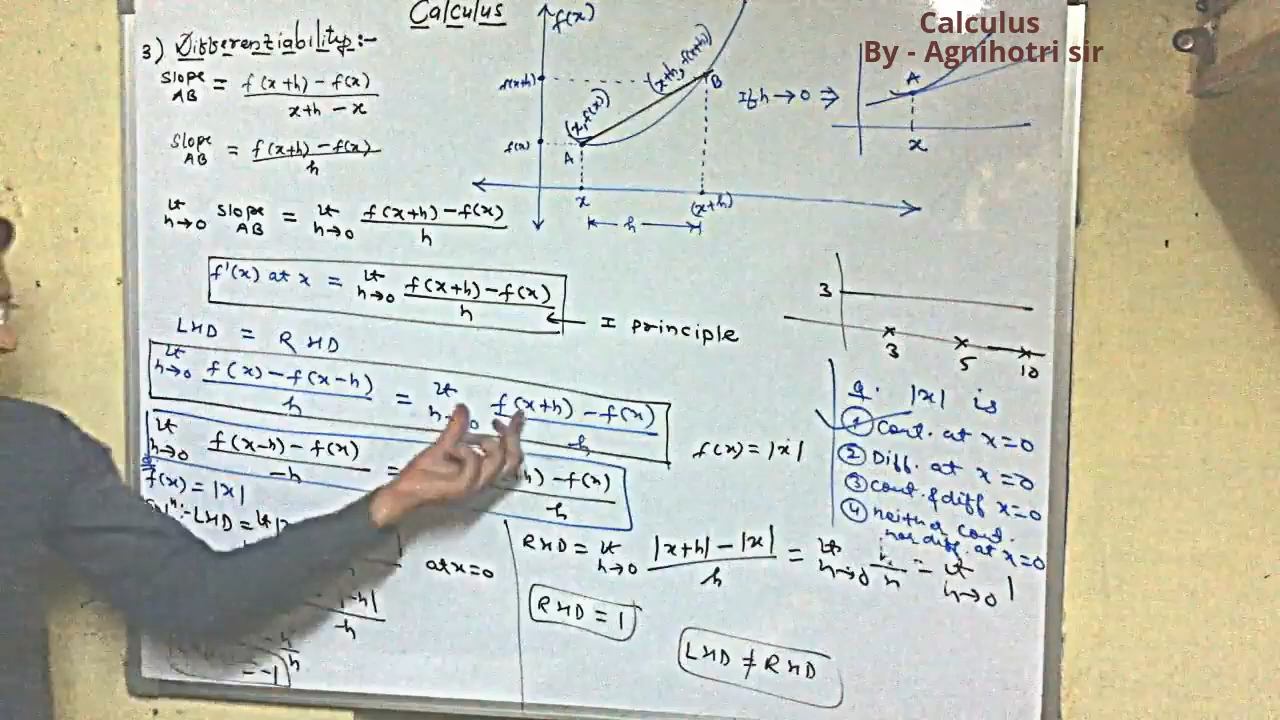 Calculus
Calculus
By - Agnihotri sir
3) Differentiability:-
Slope AB = f(x+h) - f(x) / x+h - x
Slope AB = f(x+h) - f(x) / h
lt h→0 Slope AB = lt h→0 f(x+h) - f(x) / h
f'(x) at x = lt h→0 f(x+h) - f(x) / h
← I principle
LHD = RHD
lt h→0 f(x) - f(x-h) / h = lt h→0 f(x+h) - f(x) / h
lt h→0 f(x-h) - f(x) / -h = +h) - f(x) / h
f(x) = |x|
f(x) = |x|
Solⁿ:- LHD = lt
at x=0
|-h| / -h
h / h
= -1
RHD = lt h→0 |x+h| - |x| / h = lt h→0 h / h = lt h→0 1
RHD = 1
LHD ≠ RHD
f(x)
f(x+h)
f(x)
(x, f(x))
(x+h, f(x+h))
A
B
x
(x+h)
h
If h → 0 ⇒
A
x
3
3
5
10
Q. |x| is
① Cont. at x=0
② Diff. at x=0
③ cont. & diff x=0
④ neither cont.
nor diff. at x=0